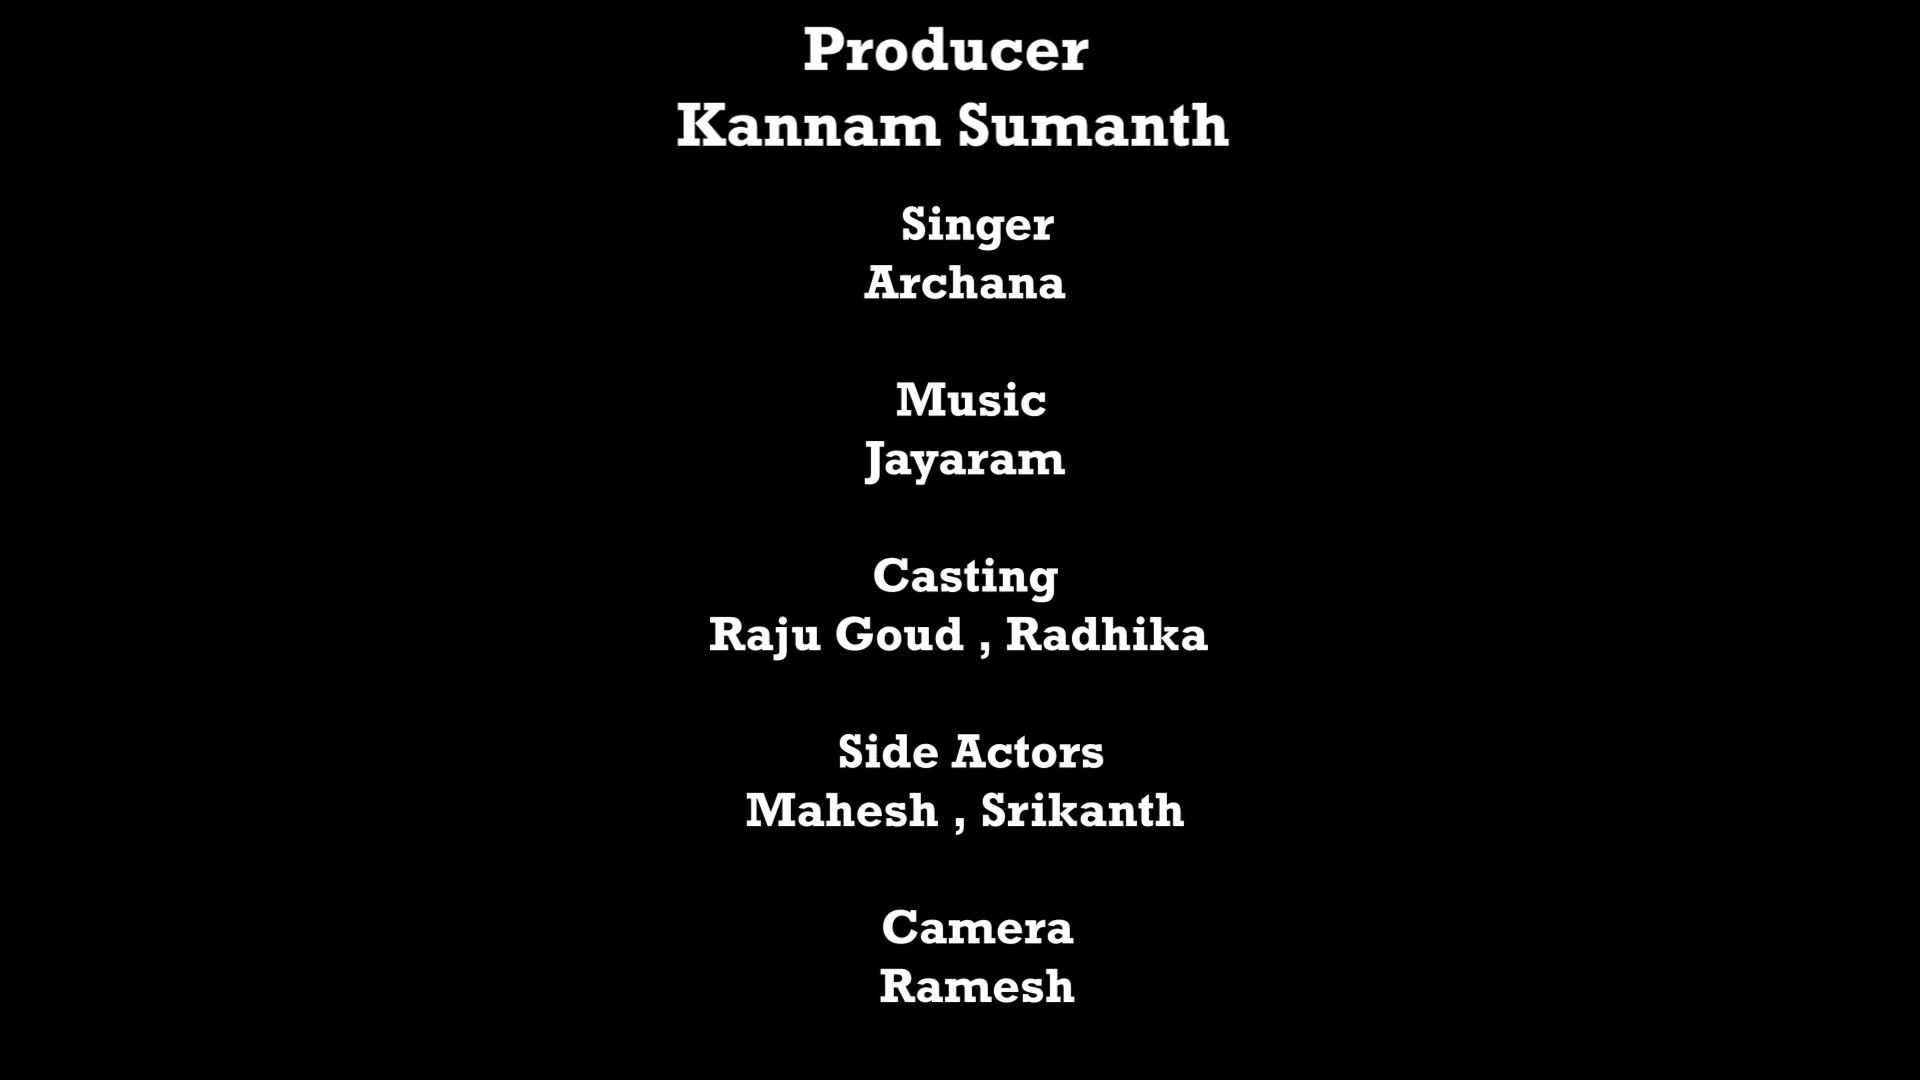 Producer
Kannam Sumanth
Singer
Archana
Music
Jayaram
Casting
Raju Goud , Radhika
Side Actors
Mahesh , Srikanth
Camera
Ramesh